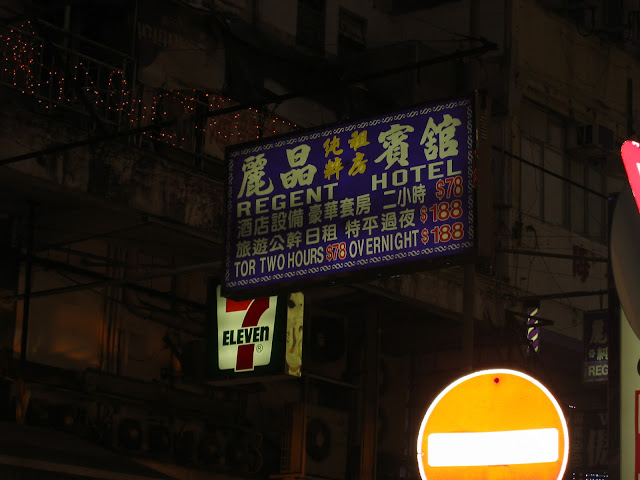 麗晶 純粹租房 賓館
REGENT HOTEL
酒店設備 豪華套房 二小時 $78
旅遊公幹日租 特平過夜 $188
TOR TWO HOURS $78 OVERNIGHT $188
7
ELEVEN ®
麗
REG